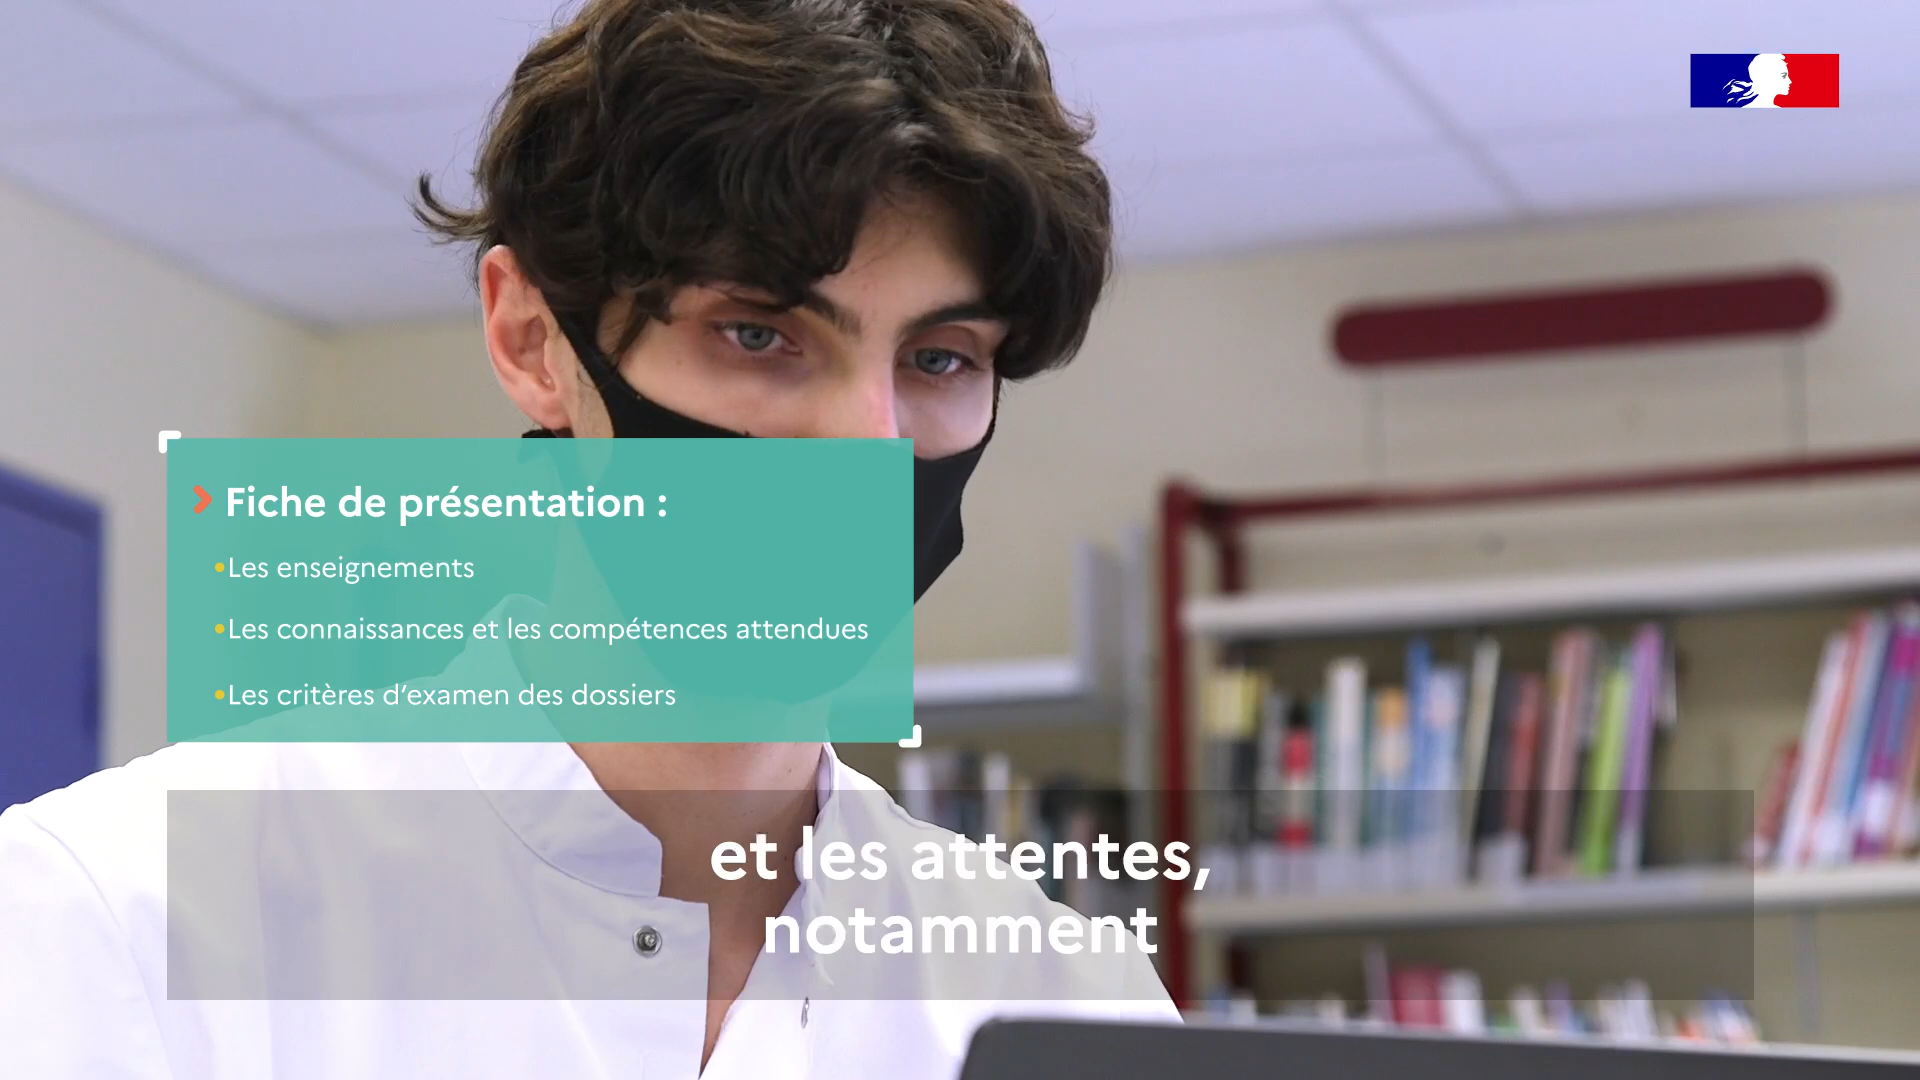 Fiche de présentation :
•Les enseignements
•Les connaissances et les compétences attendues
•Les critères d’examen des dossiers
et les attentes,
notamment